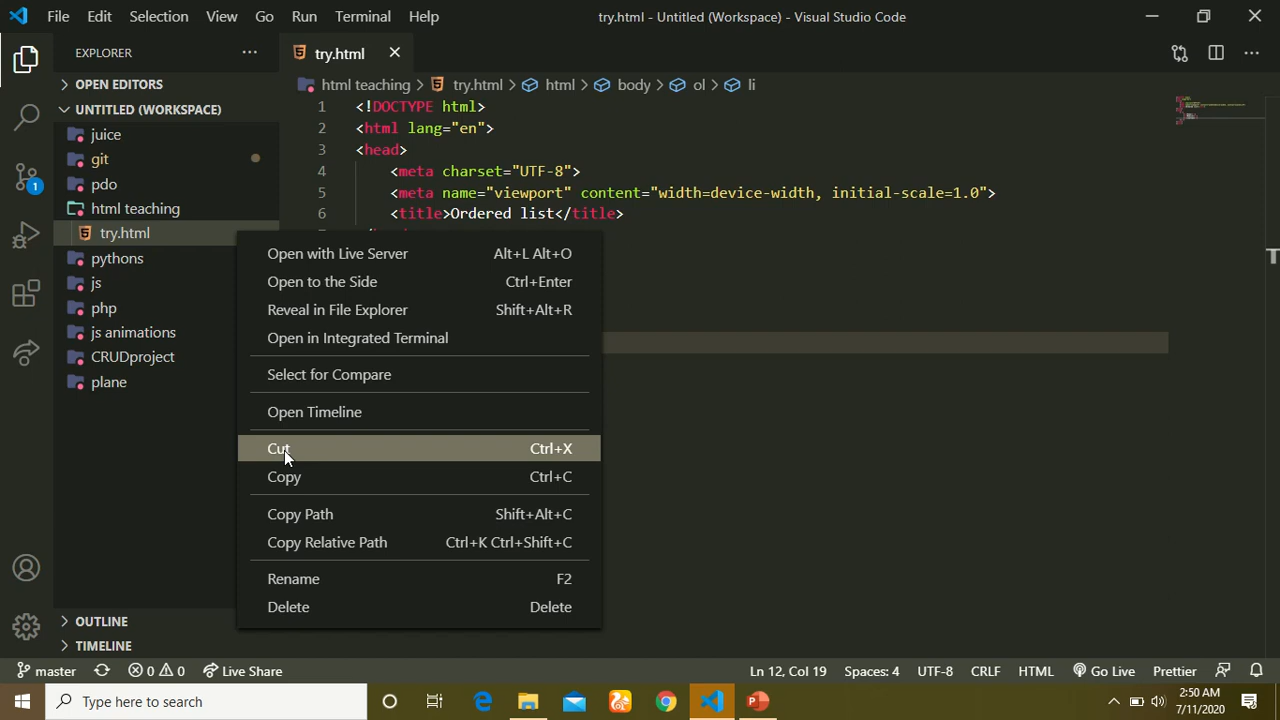 File Edit Selection View Go Run Terminal Help try.html - Untitled (Workspace) - Visual Studio Code
EXPLORER
OPEN EDITORS
UNTITLED (WORKSPACE)
juice
git
pdo
html teaching
try.html
pythons
js
php
js animations
CRUDproject
plane
OUTLINE
TIMELINE
1
try.html
html teaching > try.html > html > body > ol > li
1 <!DOCTYPE html>
2 <html lang="en">
3 <head>
4 <meta charset="UTF-8">
5 <meta name="viewport" content="width=device-width, initial-scale=1.0">
6 <title>Ordered list</title>
Open with Live Server Alt+L Alt+O
Open to the Side Ctrl+Enter
Reveal in File Explorer Shift+Alt+R
Open in Integrated Terminal
Select for Compare
Open Timeline
Cut Ctrl+X
Copy Ctrl+C
Copy Path Shift+Alt+C
Copy Relative Path Ctrl+K Ctrl+Shift+C
Rename F2
Delete Delete
master 0 0 Live Share Ln 12, Col 19 Spaces: 4 UTF-8 CRLF HTML Go Live Prettier
Type here to search
2:50 AM
7/11/2020